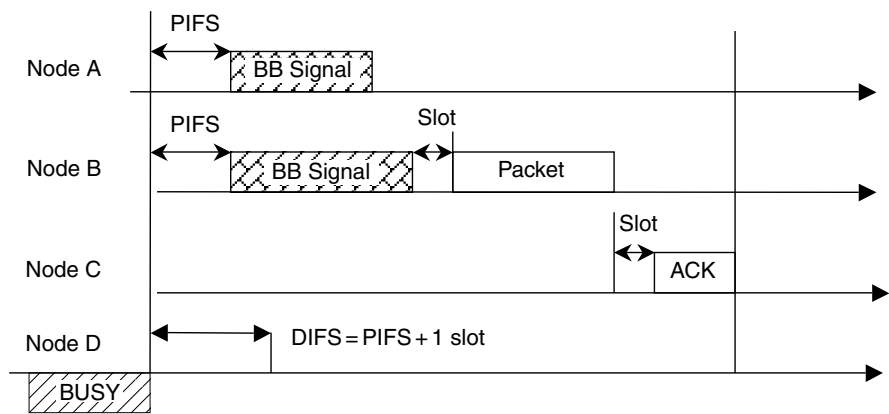 PIFS
Node A
BB Signal
PIFS
Slot
Node B
BB Signal
Packet
Slot
Node C
ACK
Node D
DIFS = PIFS + 1 slot
BUSY